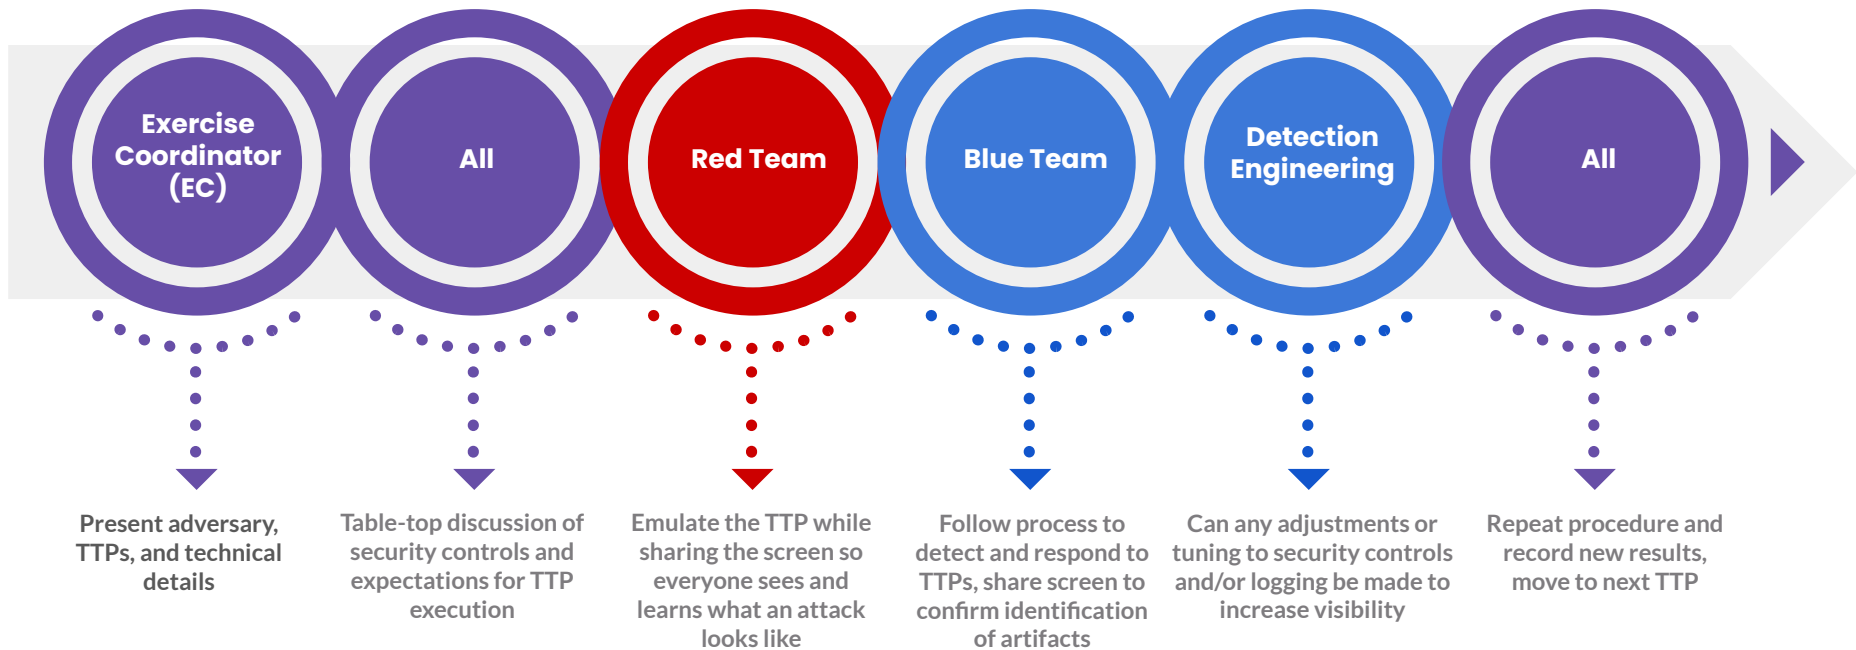 Exercise
Coordinator
(EC)
All
Red Team
Blue Team
Detection
Engineering
All
Present adversary,
TTPs, and technical
details
Table-top discussion of
security controls and
expectations for TTP
execution
Emulate the TTP while
sharing the screen so
everyone sees and
learns what an attack
looks like
Follow process to
detect and respond to
TTPs, share screen to
confirm identification
of artifacts
Can any adjustments or
tuning to security controls
and/or logging be made to
increase visibility
Repeat procedure and
record new results,
move to next TTP